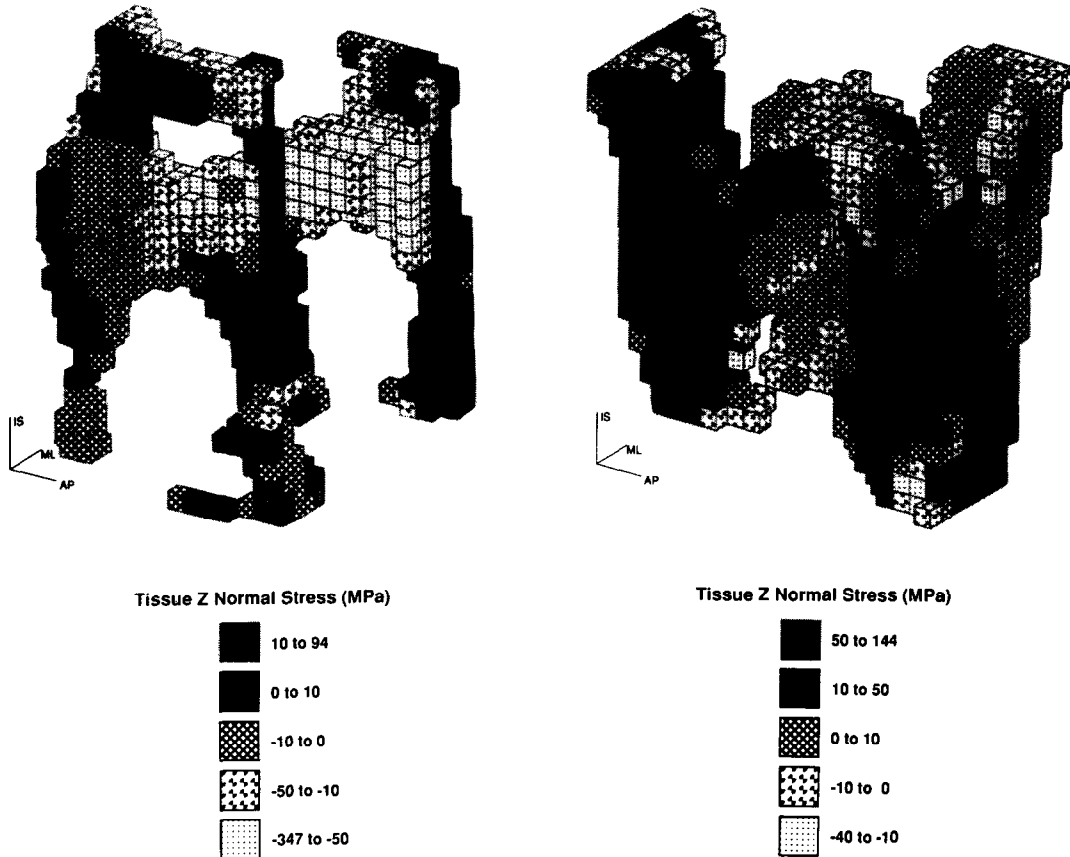 IS
ML
AP
IS
ML
AP
Tissue Z Normal Stress (MPa)
10 to 94
0 to 10
-10 to 0
-50 to -10
-347 to -50
Tissue Z Normal Stress (MPa)
50 to 144
10 to 50
0 to 10
-10 to 0
-40 to -10